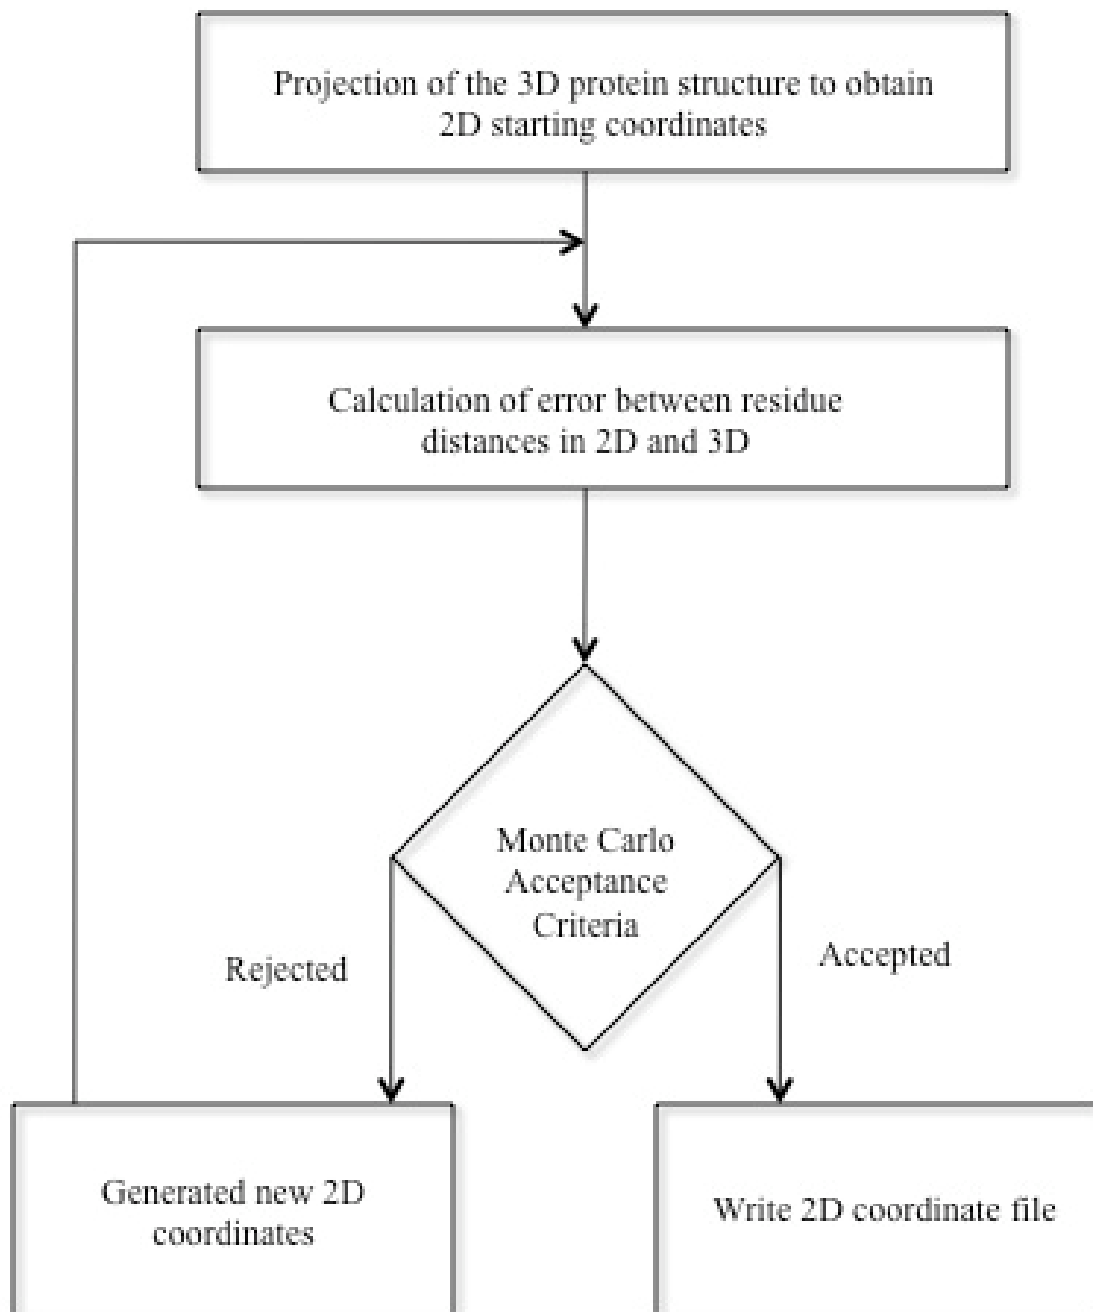 Projection of the 3D protein structure to obtain
2D starting coordinates
Calculation of error between residue
distances in 2D and 3D
Monte Carlo
Acceptance
Criteria
Rejected
Accepted
Generated new 2D
coordinates
Write 2D coordinate file